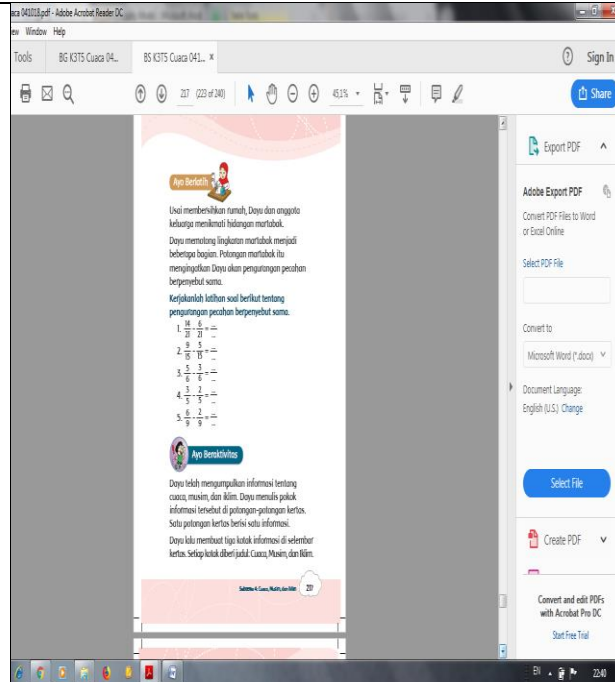 aca 041018.pdf - Adobe Acrobat Reader DC
ew Window Help
Tools BG K3T5 Cuaca 04... BS K3T5 Cuaca 041... x
Sign In
217 (223 of 240) 45,1%
Share
Export PDF
Adobe Export PDF
Convert PDF Files to Word
or Excel Online
Select PDF File
Convert to
Microsoft Word (*.docx)
Document Language:
English (U.S.) Change
Select File
Create PDF
Convert and edit PDFs
with Acrobat Pro DC
Start Free Trial
Ayo Berlatih
Usai membersihkan rumah, Dayu dan anggota
keluarga menikmati hidangan martabak.
Dayu memotong lingkaran martabak menjadi
beberapa bagian. Potongan martabak itu
mengingatkan Dayu akan pengurangan pecahan
berpenyebut sama.
Kerjakanlah latihan soal berikut tentang
pengurangan pecahan berpenyebut sama.
1. 14/21 - 6/21 = .../...
2. 9/15 - 5/15 = .../...
3. 5/6 - 3/6 = .../...
4. 3/5 - 2/5 = .../...
5. 6/9 - 2/9 = .../...
Ayo Beraktivitas
Dayu telah mengumpulkan informasi tentang
cuaca, musim, dan iklim. Dayu menulis pokok
informasi tersebut di potongan-potongan kertas.
Satu potongan kertas berisi satu informasi.
Dayu lalu membuat tiga kotak informasi di selembar
kertas. Setiap kotak diberi judul: Cuaca, Musim, dan Iklim.
Subtema 4: Cuaca, Musim, dan Iklim 217
EN 22:40